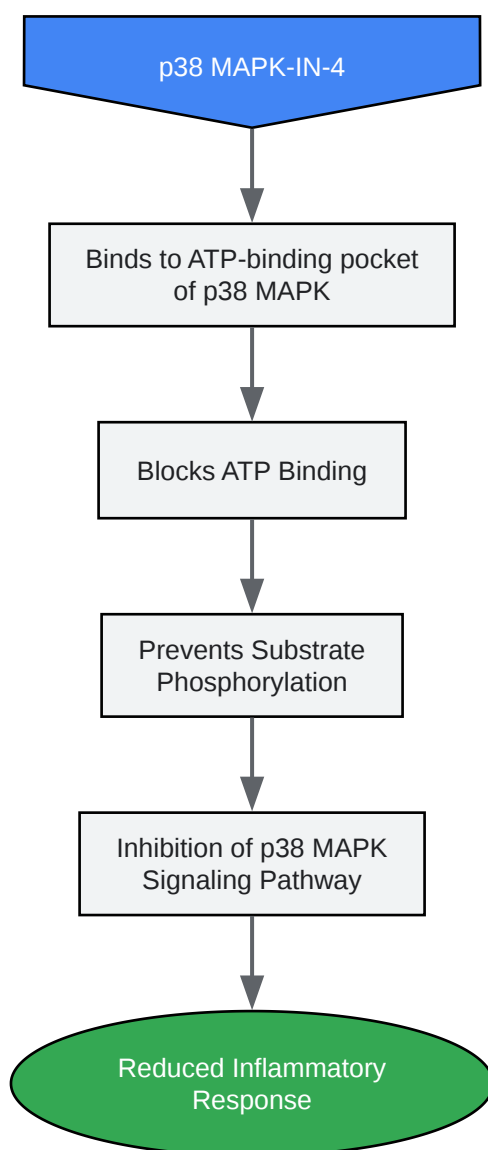 p38 MAPK-IN-4
Binds to ATP-binding pocket
of p38 MAPK
Blocks ATP Binding
Prevents Substrate
Phosphorylation
Inhibition of p38 MAPK
Signaling Pathway
Reduced Inflammatory
Response